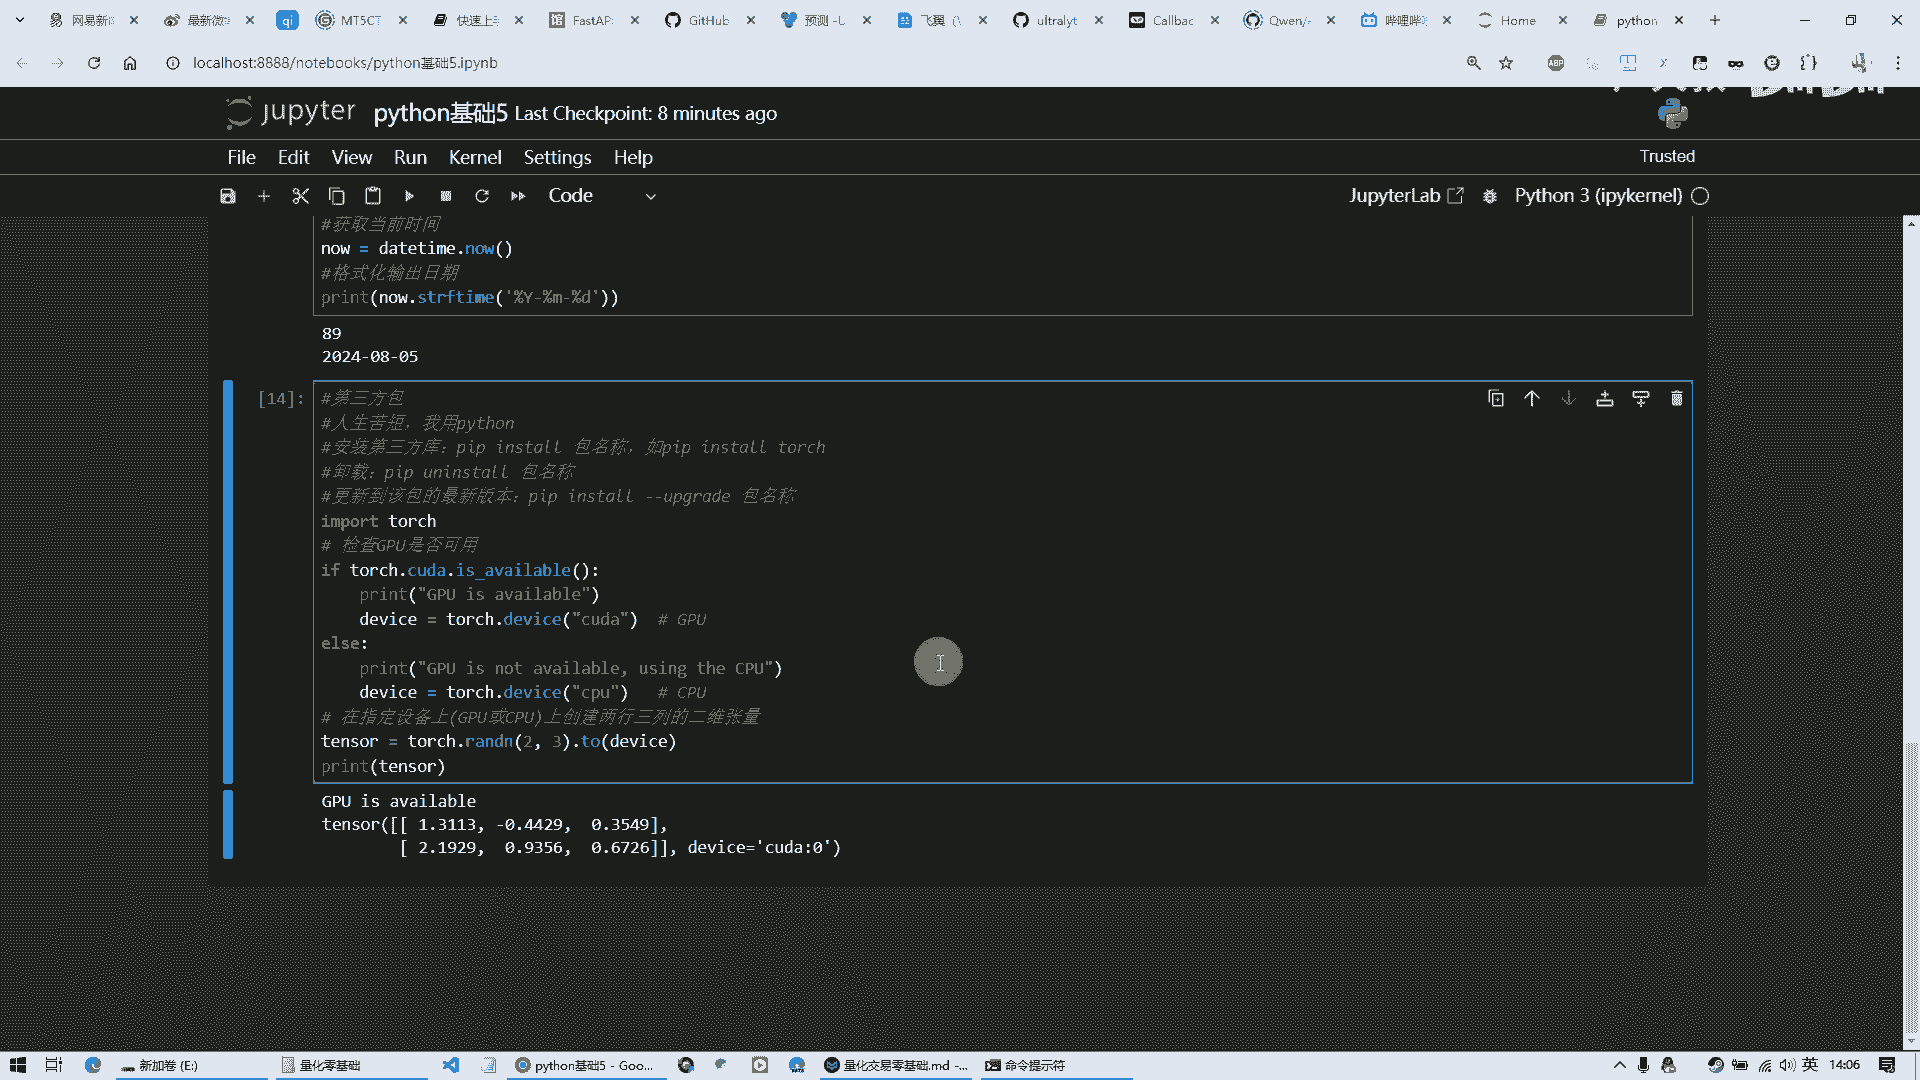 网易新 最新微 qi MT5CT 快速上 FastAP: GitHub 预测 -U 飞翼 ( ultralyt Callbac Qwen/- 哔哩哔 Home python
localhost:8888/notebooks/python基础5.ipynb
ABP
jupyter python基础5 Last Checkpoint: 8 minutes ago
File Edit View Run Kernel Settings Help Trusted
Code JupyterLab Python 3 (ipykernel)
#获取当前时间
now = datetime.now()
#格式化输出日期
print(now.strftime('%Y-%m-%d'))
89
2024-08-05
[14]: #第三方包
#人生苦短，我用python
#安装第三方库：pip install 包名称，如pip install torch
#卸载：pip uninstall 包名称
#更新到该包的最新版本：pip install --upgrade 包名称
import torch
# 检查GPU是否可用
if torch.cuda.is_available():
    print("GPU is available")
    device = torch.device("cuda")  # GPU
else:
    print("GPU is not available, using the CPU")
    device = torch.device("cpu")   # CPU
# 在指定设备上(GPU或CPU)上创建两行三列的二维张量
tensor = torch.randn(2, 3).to(device)
print(tensor)
GPU is available
tensor([[ 1.3113, -0.4429,  0.3549],
        [ 2.1929,  0.9356,  0.6726]], device='cuda:0')
新加卷 (E:) 量化零基础 python基础5 - Goo... 量化交易零基础.md -... 命令提示符 英 14:06